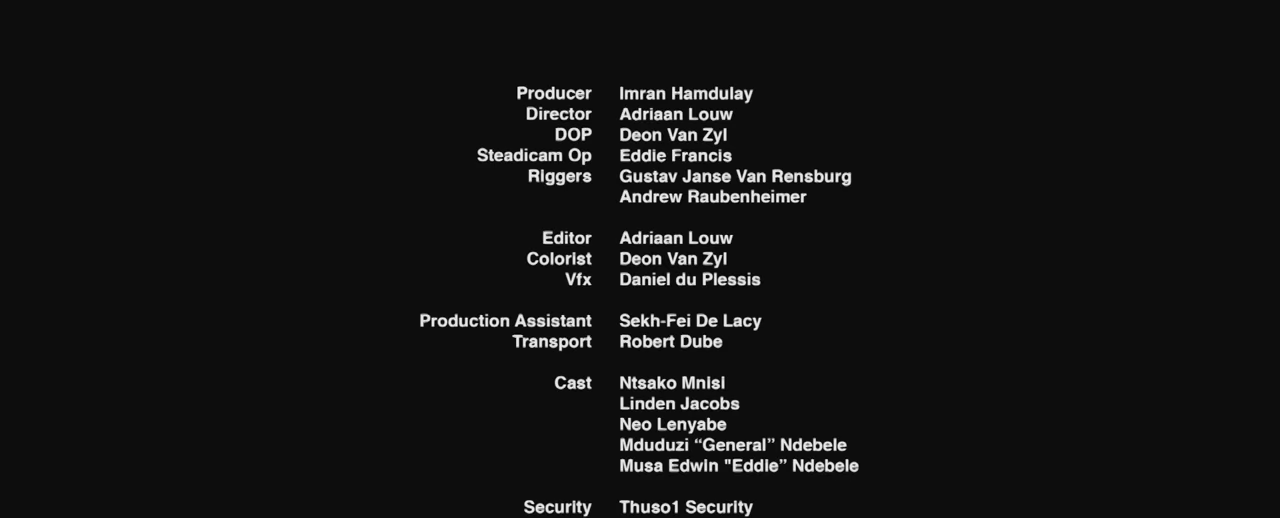 Producer Imran Hamdulay
Director Adriaan Louw
DOP Deon Van Zyl
Steadicam Op Eddie Francis
Riggers Gustav Janse Van Rensburg
Andrew Raubenheimer
Editor Adriaan Louw
Colorist Deon Van Zyl
Vfx Daniel du Plessis
Production Assistant Sekh-Fei De Lacy
Transport Robert Dube
Cast Ntsako Mnisi
Linden Jacobs
Neo Lenyabe
Mduduzi “General” Ndebele
Musa Edwin "Eddie” Ndebele
Security Thuso1 Security